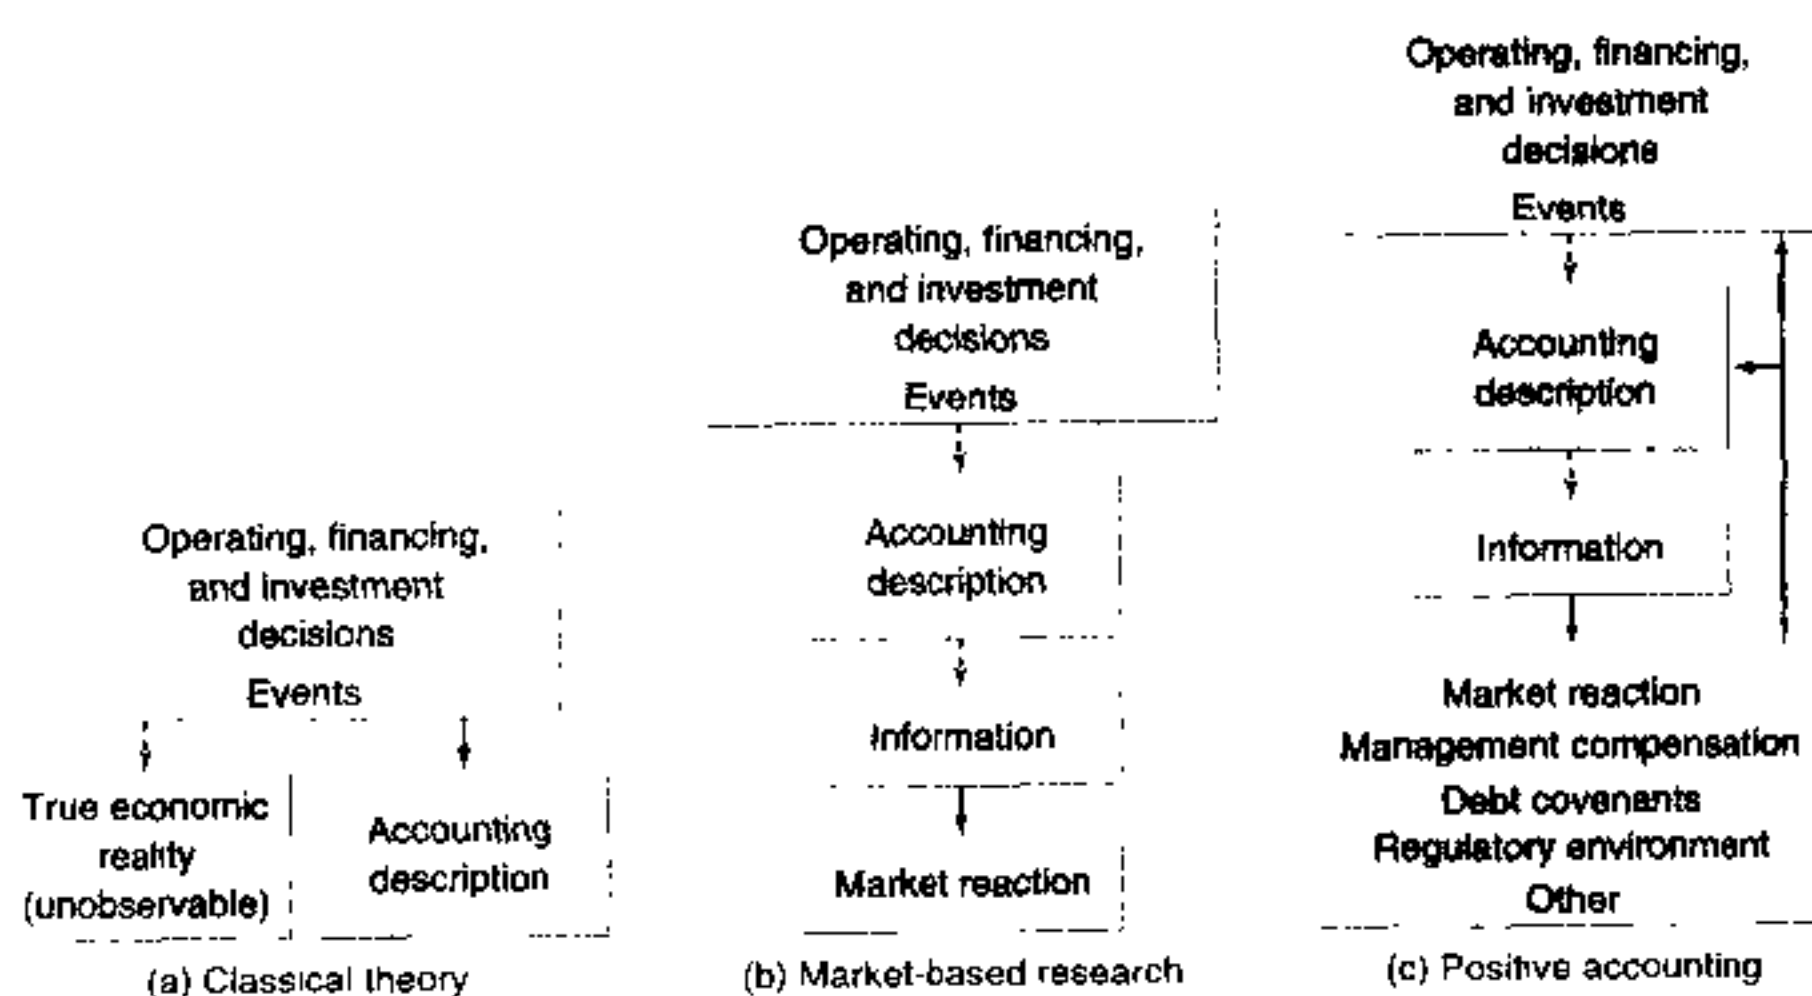 Operating, financing,
and investment
decisions
Events
True economic
reality
(unobservable)
Accounting
description
(a) Classical theory
Operating, financing,
and investment
decisions
Events
Accounting
description
Information
Market reaction
(b) Market-based research
Operating, financing,
and investment
decisions
Events
Accounting
description
Information
Market reaction
Management compensation
Debt covenants
Regulatory environment
Other
(c) Positive accounting